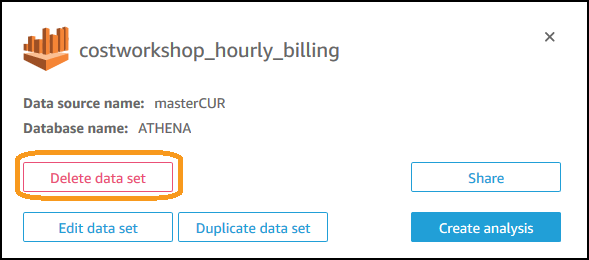 costworkshop_hourly_billing
Data source name: masterCUR
Database name: ATHENA
Delete data set
Share
Edit data set
Duplicate data set
Create analysis